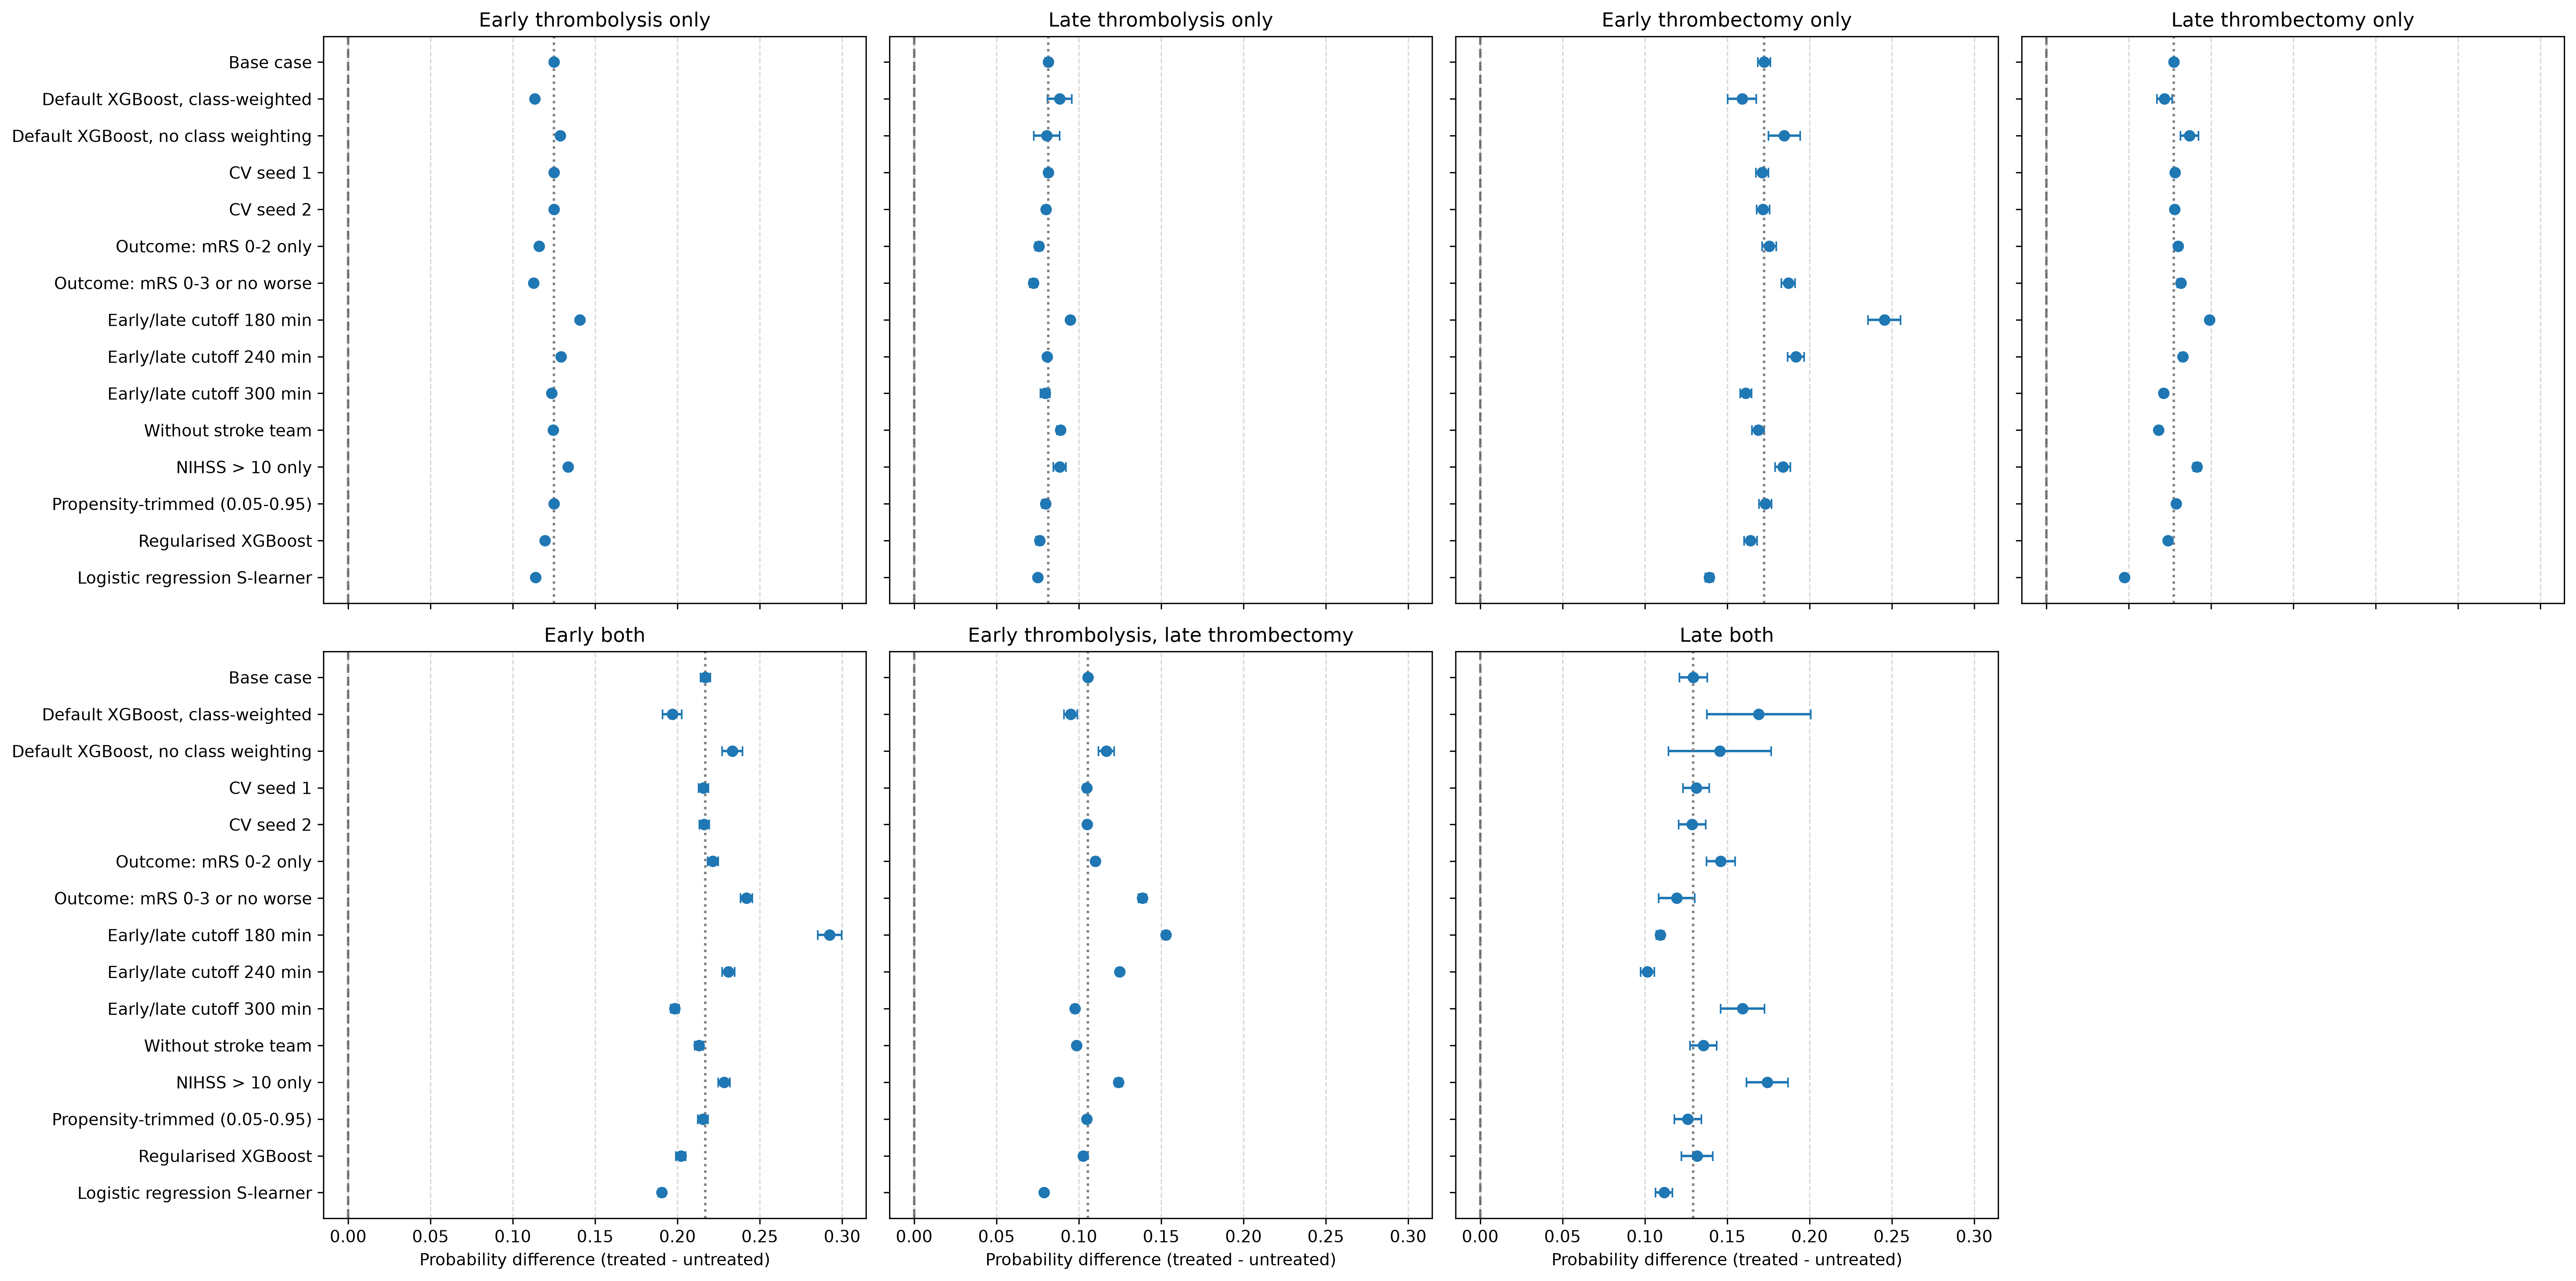 Early thrombolysis only
Late thrombolysis only
Early thrombectomy only
Late thrombectomy only
Base case
Default XGBoost, class-weighted
Default XGBoost, no class weighting
CV seed 1
CV seed 2
Outcome: mRS 0-2 only
Outcome: mRS 0-3 or no worse
Early/late cutoff 180 min
Early/late cutoff 240 min
Early/late cutoff 300 min
Without stroke team
NIHSS > 10 only
Propensity-trimmed (0.05-0.95)
Regularised XGBoost
Logistic regression S-learner
Early both
Early thrombolysis, late thrombectomy
Late both
Base case
Default XGBoost, class-weighted
Default XGBoost, no class weighting
CV seed 1
CV seed 2
Outcome: mRS 0-2 only
Outcome: mRS 0-3 or no worse
Early/late cutoff 180 min
Early/late cutoff 240 min
Early/late cutoff 300 min
Without stroke team
NIHSS > 10 only
Propensity-trimmed (0.05-0.95)
Regularised XGBoost
Logistic regression S-learner
0.00 0.05 0.10 0.15 0.20 0.25 0.30
0.00 0.05 0.10 0.15 0.20 0.25 0.30
0.00 0.05 0.10 0.15 0.20 0.25 0.30
Probability difference (treated - untreated)
Probability difference (treated - untreated)
Probability difference (treated - untreated)